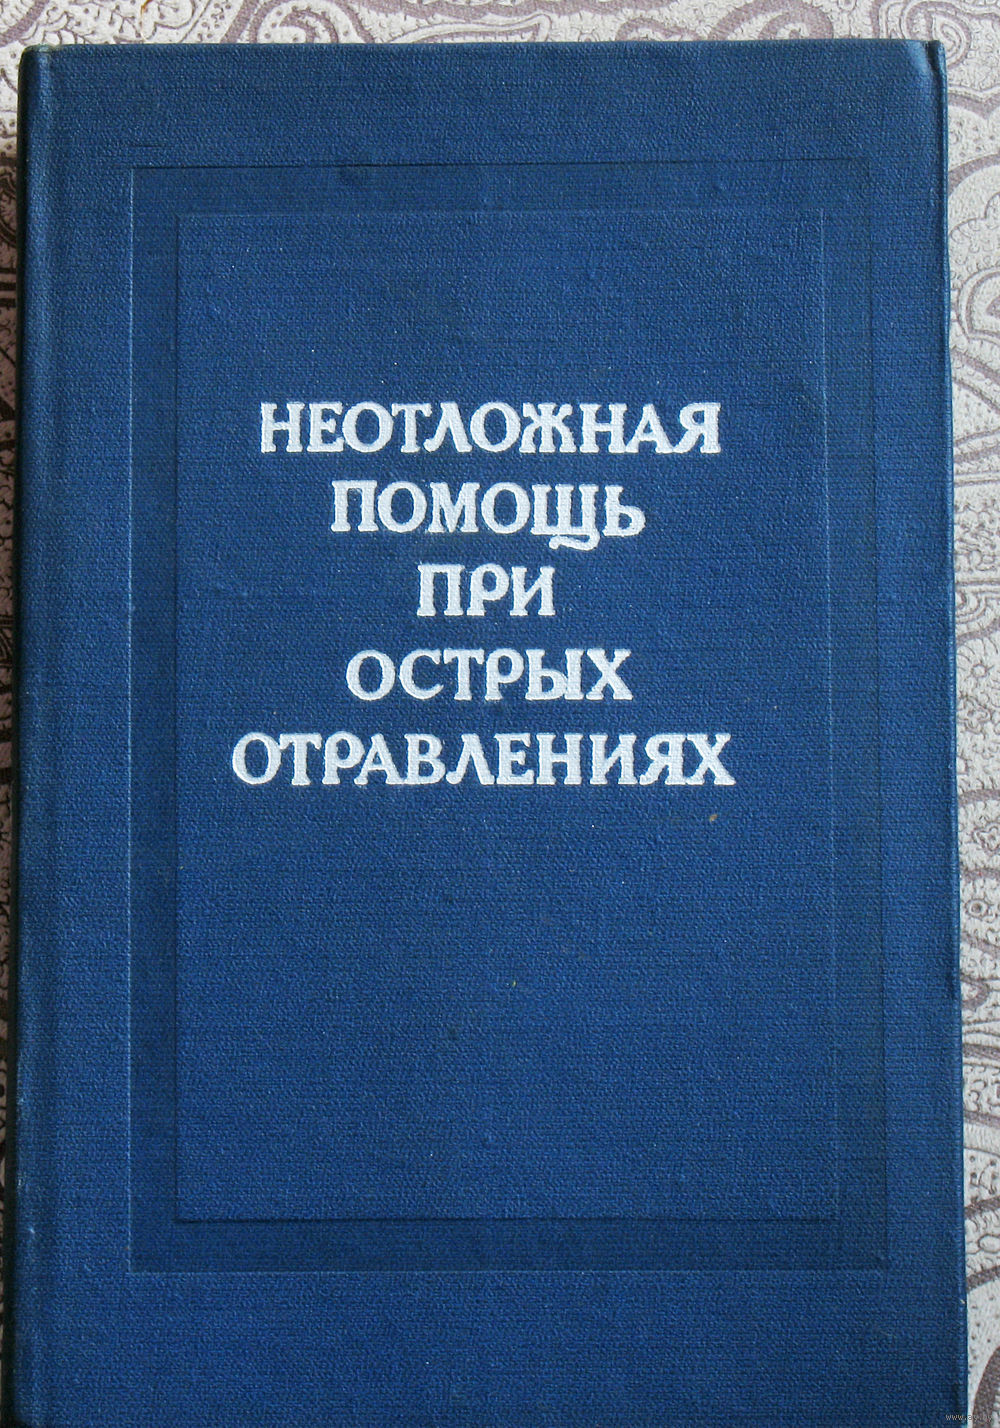 НЕОТЛОЖНАЯ
ПОМОЩЬ
ПРИ
ОСТРЫХ
ОТРАВЛЕНИЯХ